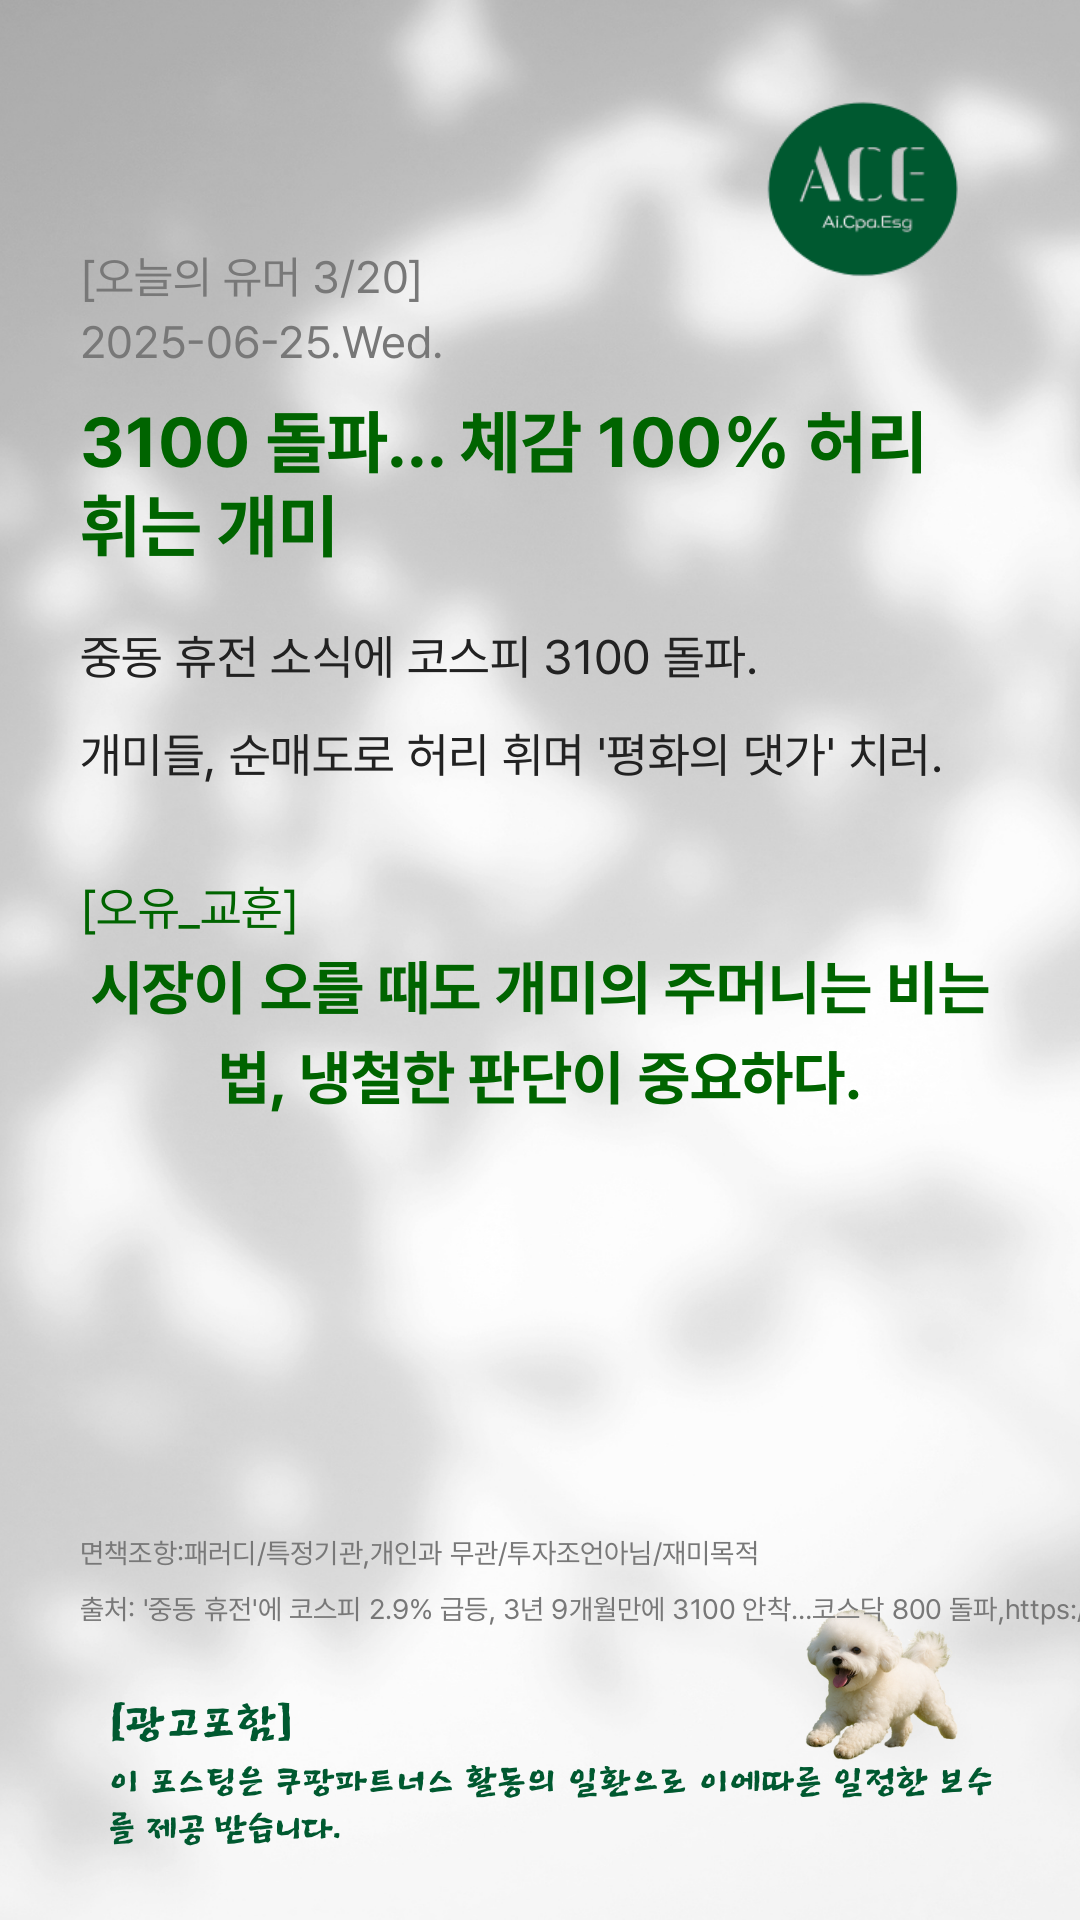 ACE
Ai.Cpa.Esg
[오늘의 유머 3/20]
2025-06-25.Wed.
3100 돌파... 체감 100% 허리
휘는 개미
중동 휴전 소식에 코스피 3100 돌파.
개미들, 순매도로 허리 휘며 '평화의 댓가' 치러.
[오유_교훈]
시장이 오를 때도 개미의 주머니는 비는
법, 냉철한 판단이 중요하다.
면책조항:패러디/특정기관,개인과 무관/투자조언아님/재미목적
출처: '중동 휴전'에 코스피 2.9% 급등, 3년 9개월만에 3100 안착...코스닥 800 돌파,https:/
[광고포함]
이 포스팅은 쿠팡파트너스 활동의 일환으로 이에따른 일정한 보수
를 제공 받습니다.